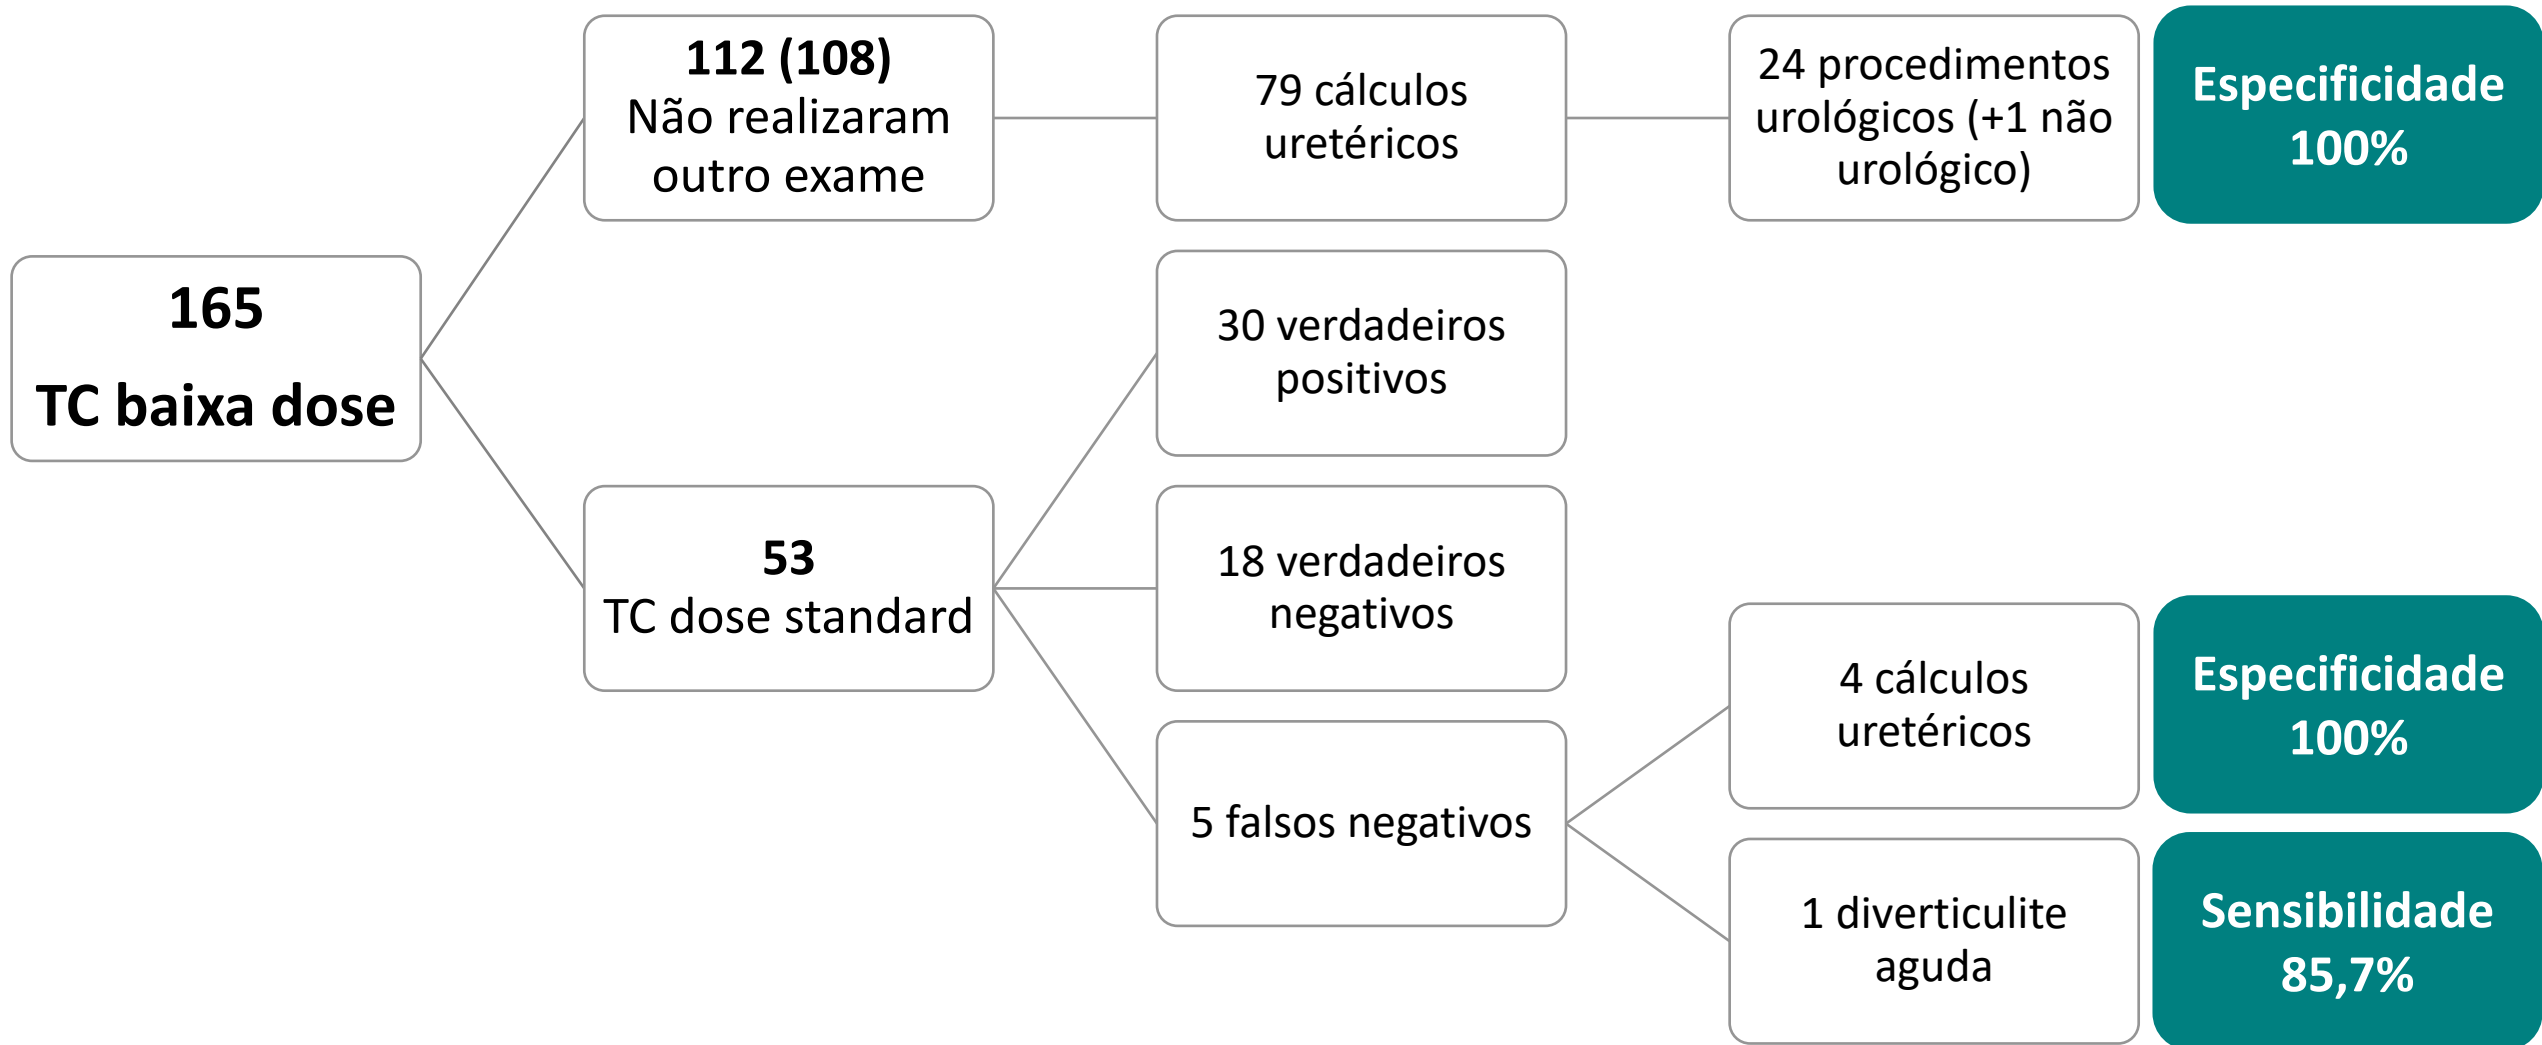 165
TC baixa dose
112 (108)
Não realizaram
outro exame
79 cálculos
uretéricos
24 procedimentos
urológicos (+1 não
urológico)
Especificidade
100%
53
TC dose standard
30 verdadeiros
positivos
18 verdadeiros
negativos
5 falsos negativos
4 cálculos
uretéricos
Especificidade
100%
1 diverticulite
aguda
Sensibilidade
85,7%